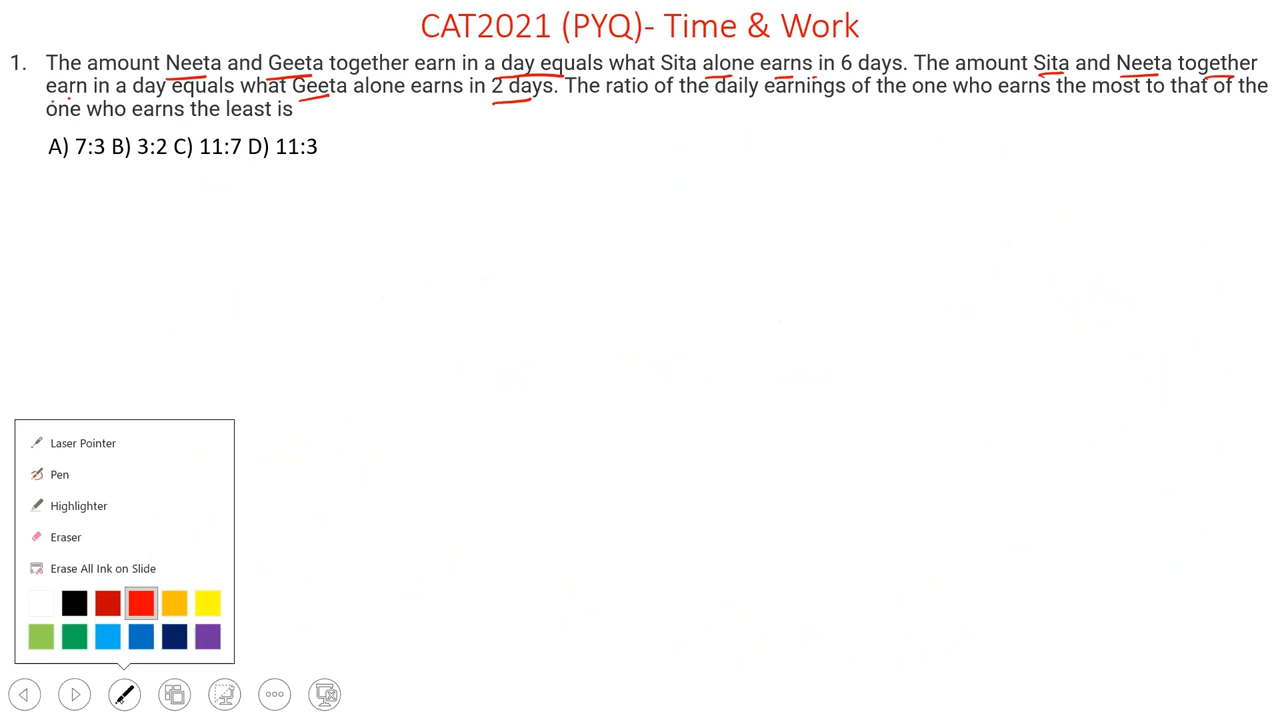 CAT2021 (PYQ)- Time & Work
1. The amount Neeta and Geeta together earn in a day equals what Sita alone earns in 6 days. The amount Sita and Neeta together
earn in a day equals what Geeta alone earns in 2 days. The ratio of the daily earnings of the one who earns the most to that of the
one who earns the least is
A) 7:3 B) 3:2 C) 11:7 D) 11:3
Laser Pointer
Pen
Highlighter
Eraser
Erase All Ink on Slide